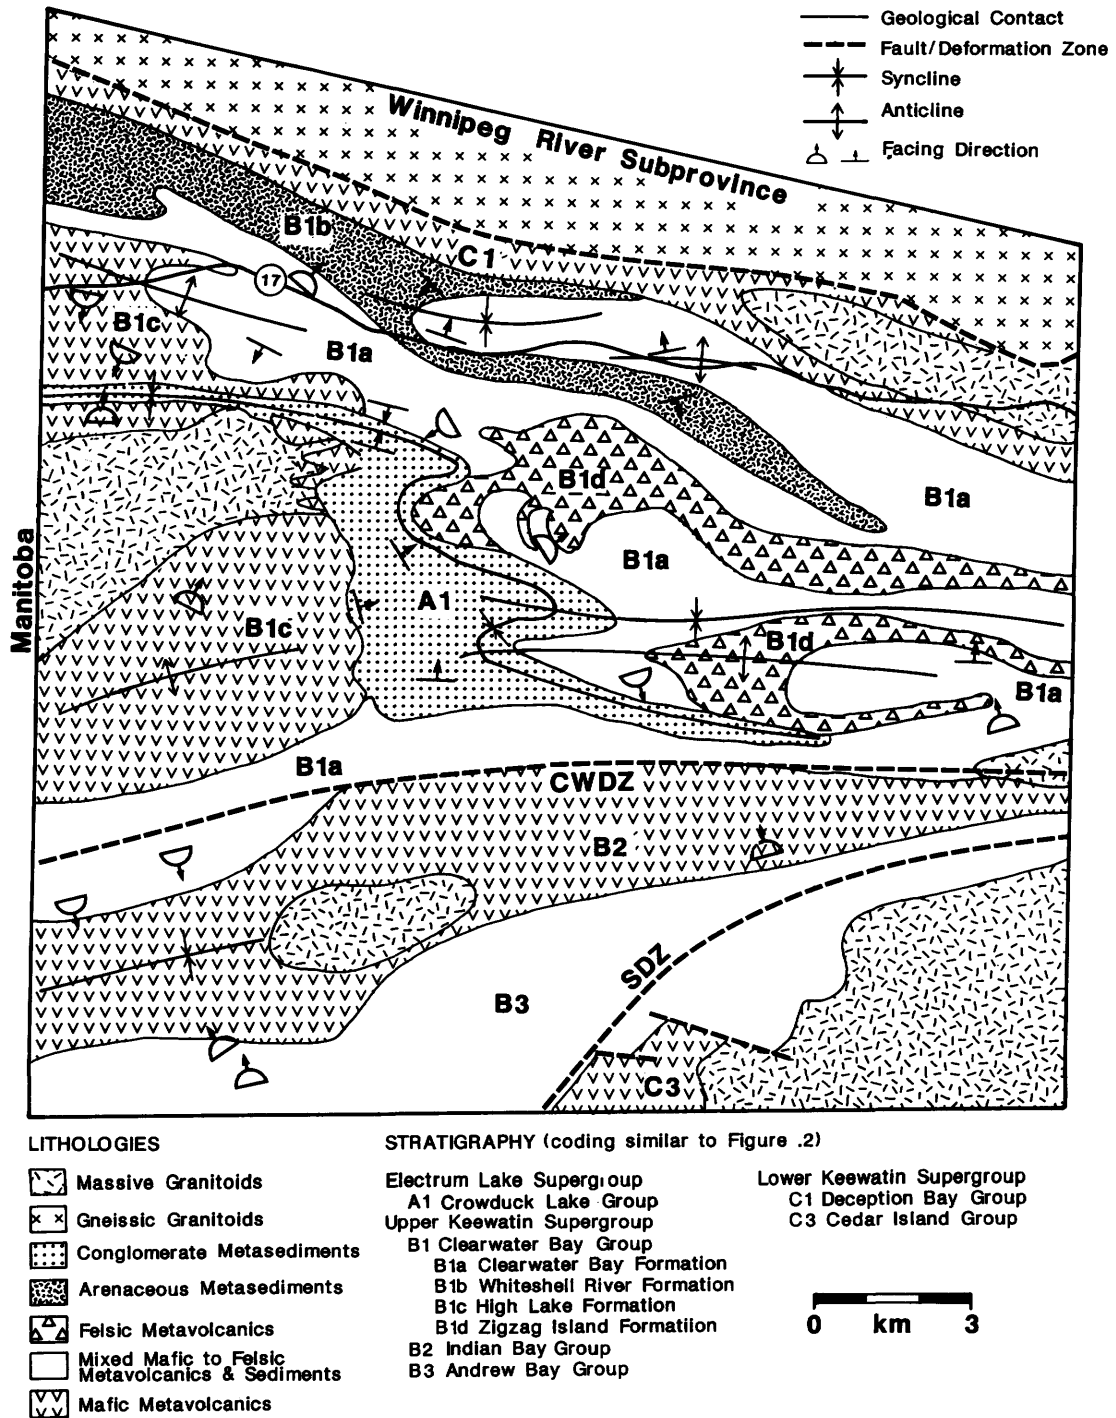 Geological Contact
Fault/Deformation Zone
Syncline
Anticline
Facing Direction
Winnipeg River Subprovince
B1b
C1
17
B1c
B1a
B1d
B1a
B1a
Manitoba
A1
B1c
B1d
B1a
B1a
CWDZ
B2
SDZ
B3
C3
LITHOLOGIES
Massive Granitoids
Gneissic Granitoids
Conglomerate Metasediments
Arenaceous Metasediments
Felsic Metavolcanics
Mixed Mafic to Felsic
Metavolcanics & Sediments
Mafic Metavolcanics
STRATIGRAPHY (coding similar to Figure .2)
Electrum Lake Supergroup
A1 Crowduck Lake Group
Upper Keewatin Supergroup
B1 Clearwater Bay Group
B1a Clearwater Bay Formation
B1b Whiteshell River Formation
B1c High Lake Formation
B1d Zigzag Island Formatiion
B2 Indian Bay Group
B3 Andrew Bay Group
Lower Keewatin Supergroup
C1 Deception Bay Group
C3 Cedar Island Group
0 km 3